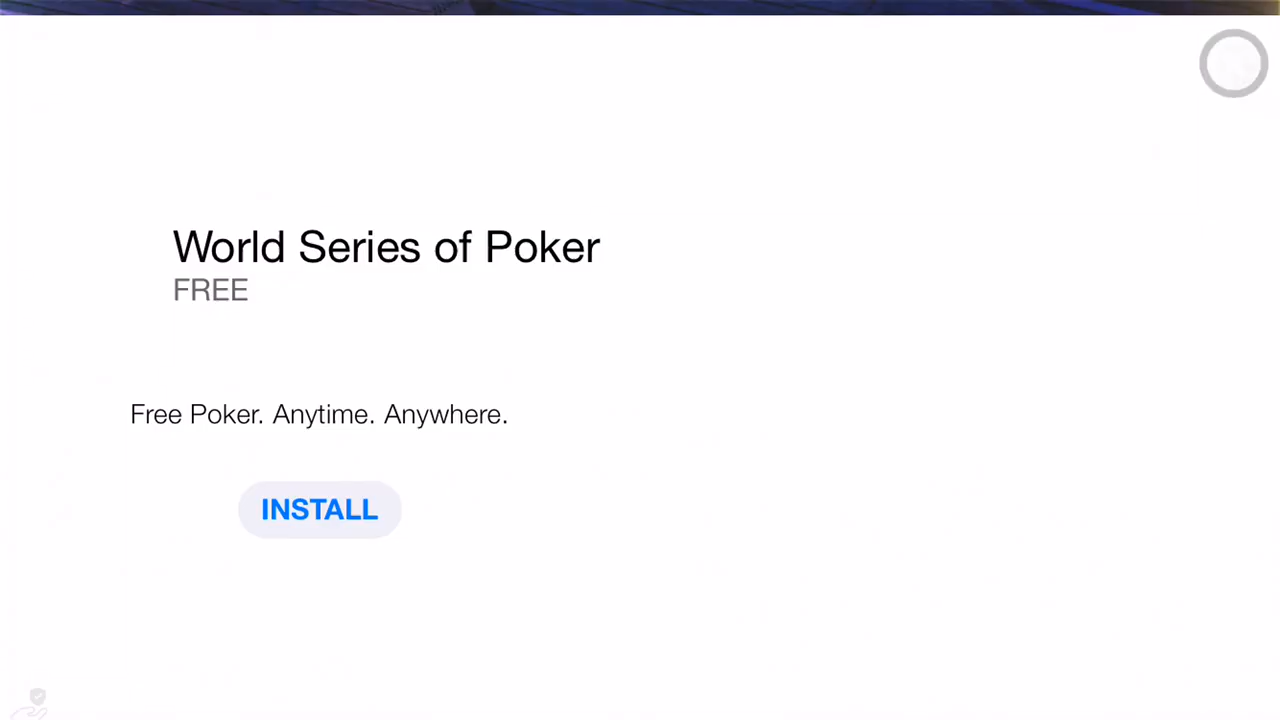 World Series of Poker
FREE
Free Poker. Anytime. Anywhere.
INSTALL